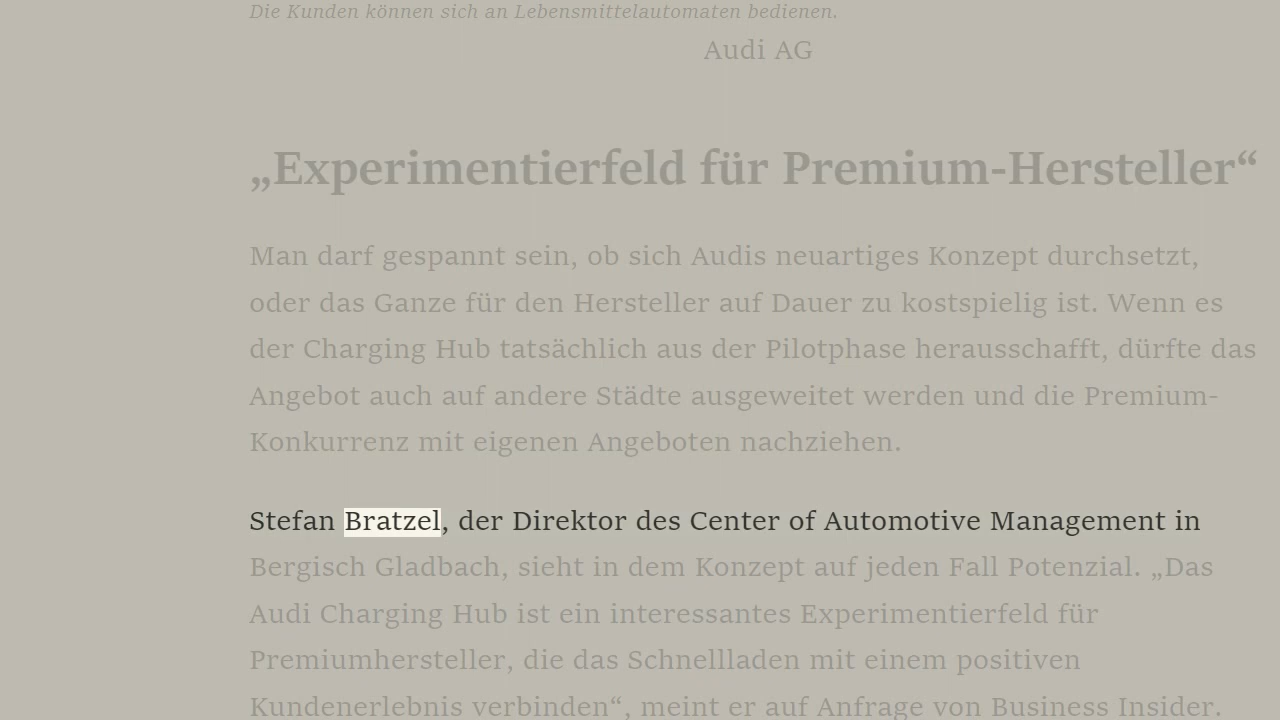 Die Kunden können sich an Lebensmittelautomaten bedienen.
Audi AG
„Experimentierfeld für Premium-Hersteller“
Man darf gespannt sein, ob sich Audis neuartiges Konzept durchsetzt,
oder das Ganze für den Hersteller auf Dauer zu kostspielig ist. Wenn es
der Charging Hub tatsächlich aus der Pilotphase herausschafft, dürfte das
Angebot auch auf andere Städte ausgeweitet werden und die Premium-
Konkurrenz mit eigenen Angeboten nachziehen.
Stefan Bratzel, der Direktor des Center of Automotive Management in
Bergisch Gladbach, sieht in dem Konzept auf jeden Fall Potenzial. „Das
Audi Charging Hub ist ein interessantes Experimentierfeld für
Premiumhersteller, die das Schnellladen mit einem positiven
Kundenerlebnis verbinden“, meint er auf Anfrage von Business Insider.